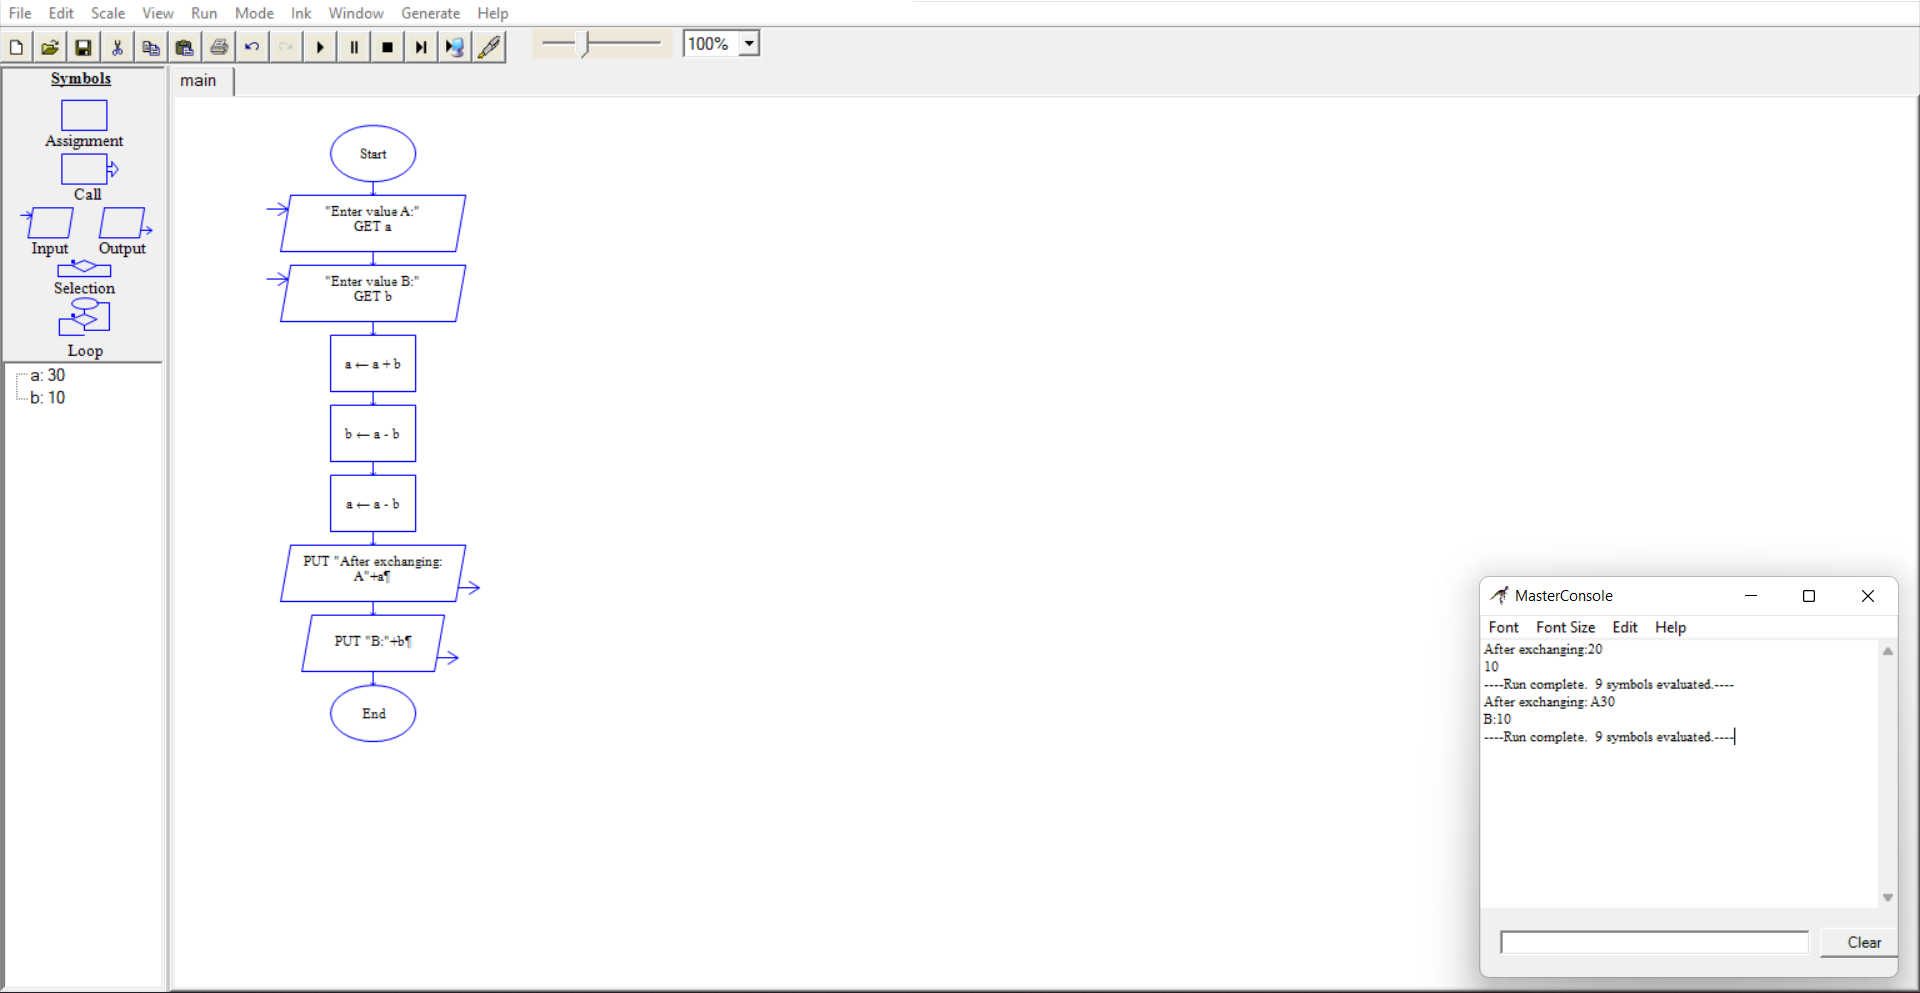 File Edit Scale View Run Mode Ink Window Generate Help
100%
Symbols
Assignment
Call
Input Output
Selection
Loop
a: 30
b: 10
main
Start
"Enter value A:"
GET a
"Enter value B:"
GET b
a ← a + b
b ← a - b
a ← a - b
PUT "After exchanging:
A"+a¶
PUT "B:"+b¶
End
MasterConsole
Font Font Size Edit Help
After exchanging:20
10
----Run complete.  9 symbols evaluated.----
After exchanging: A30
B:10
----Run complete.  9 symbols evaluated.----
Clear